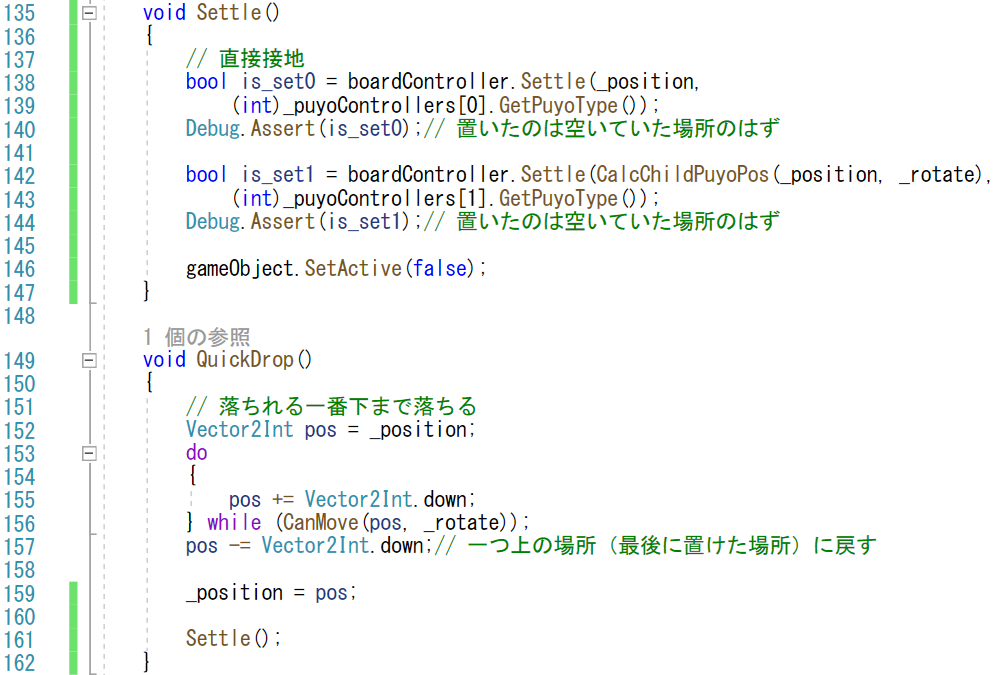 135 void Settle()
136 {
137 // 直接接地
138 bool is_set0 = boardController.Settle(_position,
139 (int)_puyoControllers[0].GetPuyoType());
140 Debug.Assert(is_set0);// 置いたのは空いていた場所のはず
141
142 bool is_set1 = boardController.Settle(CalcChildPuyoPos(_position, _rotate),
143 (int)_puyoControllers[1].GetPuyoType());
144 Debug.Assert(is_set1);// 置いたのは空いていた場所のはず
145
146 gameObject.SetActive(false);
147 }
148
1 個の参照
149 void QuickDrop()
150 {
151 // 落ちれる一番下まで落ちる
152 Vector2Int pos = _position;
153 do
154 {
155 pos += Vector2Int.down;
156 } while (CanMove(pos, _rotate));
157 pos -= Vector2Int.down;// 一つ上の場所（最後に置けた場所）に戻す
158
159 _position = pos;
160
161 Settle();
162 }